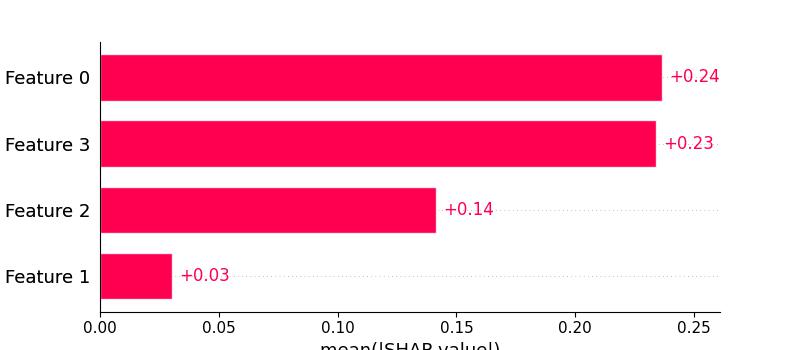 Feature 0 +0.24
Feature 3 +0.23
Feature 2 +0.14
Feature 1 +0.03
0.00 0.05 0.10 0.15 0.20 0.25
mean(|SHAP value|)